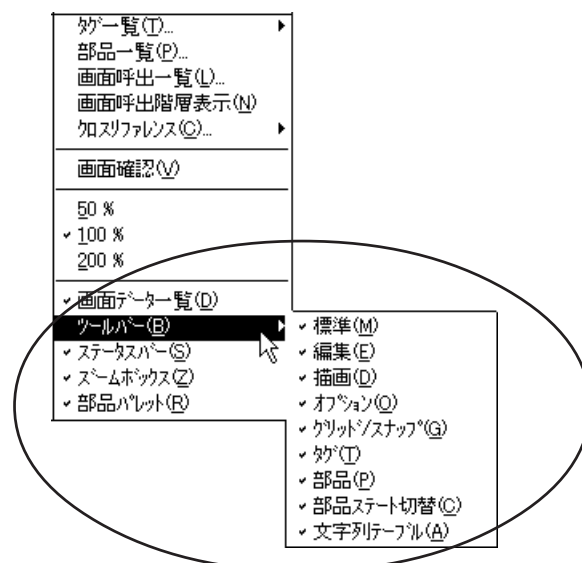 ﾀｸﾞ一覧(T)...
部品一覧(P)...
画面呼出一覧(L)...
画面呼出階層表示(N)
ｸﾛｽﾘﾌｧﾚﾝｽ(C)...
画面確認(V)
50 %
100 %
200 %
画面ﾃﾞｰﾀ一覧(D)
ﾂｰﾙﾊﾞｰ(B)
ｽﾃｰﾀｽﾊﾞｰ(S)
ｽﾞｰﾑﾎﾞｯｸｽ(Z)
部品ﾊﾟﾚｯﾄ(R)
標準(M)
編集(E)
描画(D)
ｵﾌﾟｼｮﾝ(O)
ｸﾞﾘｯﾄﾞ/ｽﾅｯﾌﾟ(G)
ﾀｸﾞ(T)
部品(P)
部品ｽﾃｰﾄ切替(C)
文字列ﾃｰﾌﾞﾙ(A)